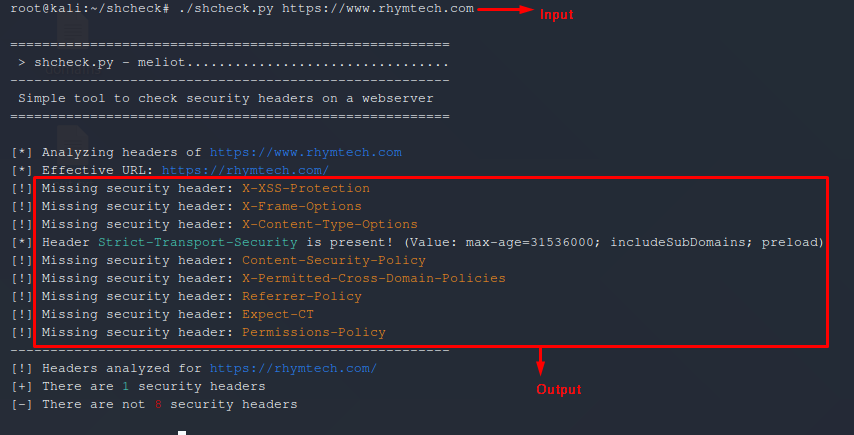 root@kali:~/shcheck# ./shcheck.py https://www.rhymtech.com
Input
=======================================================
> shcheck.py - meliot.................................
-------------------------------------------------------
Simple tool to check security headers on a webserver
=======================================================
[*] Analyzing headers of https://www.rhymtech.com
[*] Effective URL: https://rhymtech.com/
[!] Missing security header: X-XSS-Protection
[!] Missing security header: X-Frame-Options
[!] Missing security header: X-Content-Type-Options
[*] Header Strict-Transport-Security is present! (Value: max-age=31536000; includeSubDomains; preload)
[!] Missing security header: Content-Security-Policy
[!] Missing security header: X-Permitted-Cross-Domain-Policies
[!] Missing security header: Referrer-Policy
[!] Missing security header: Expect-CT
[!] Missing security header: Permissions-Policy
-------------------------------------------------------
[!] Headers analyzed for https://rhymtech.com/
[+] There are 1 security headers
Output
[-] There are not 8 security headers